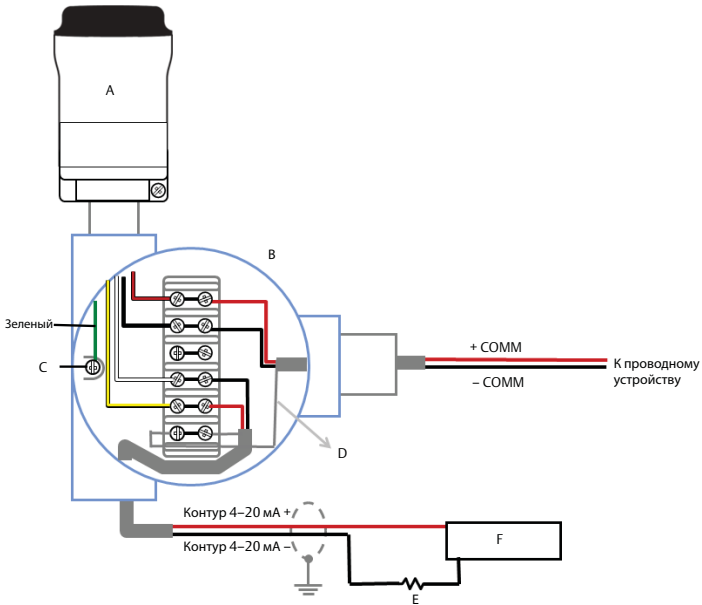 A
B
Зеленый
C
+ COMM
– COMM
К проводному
устройству
D
Контур 4–20 мА +
Контур 4–20 мА –
F
E